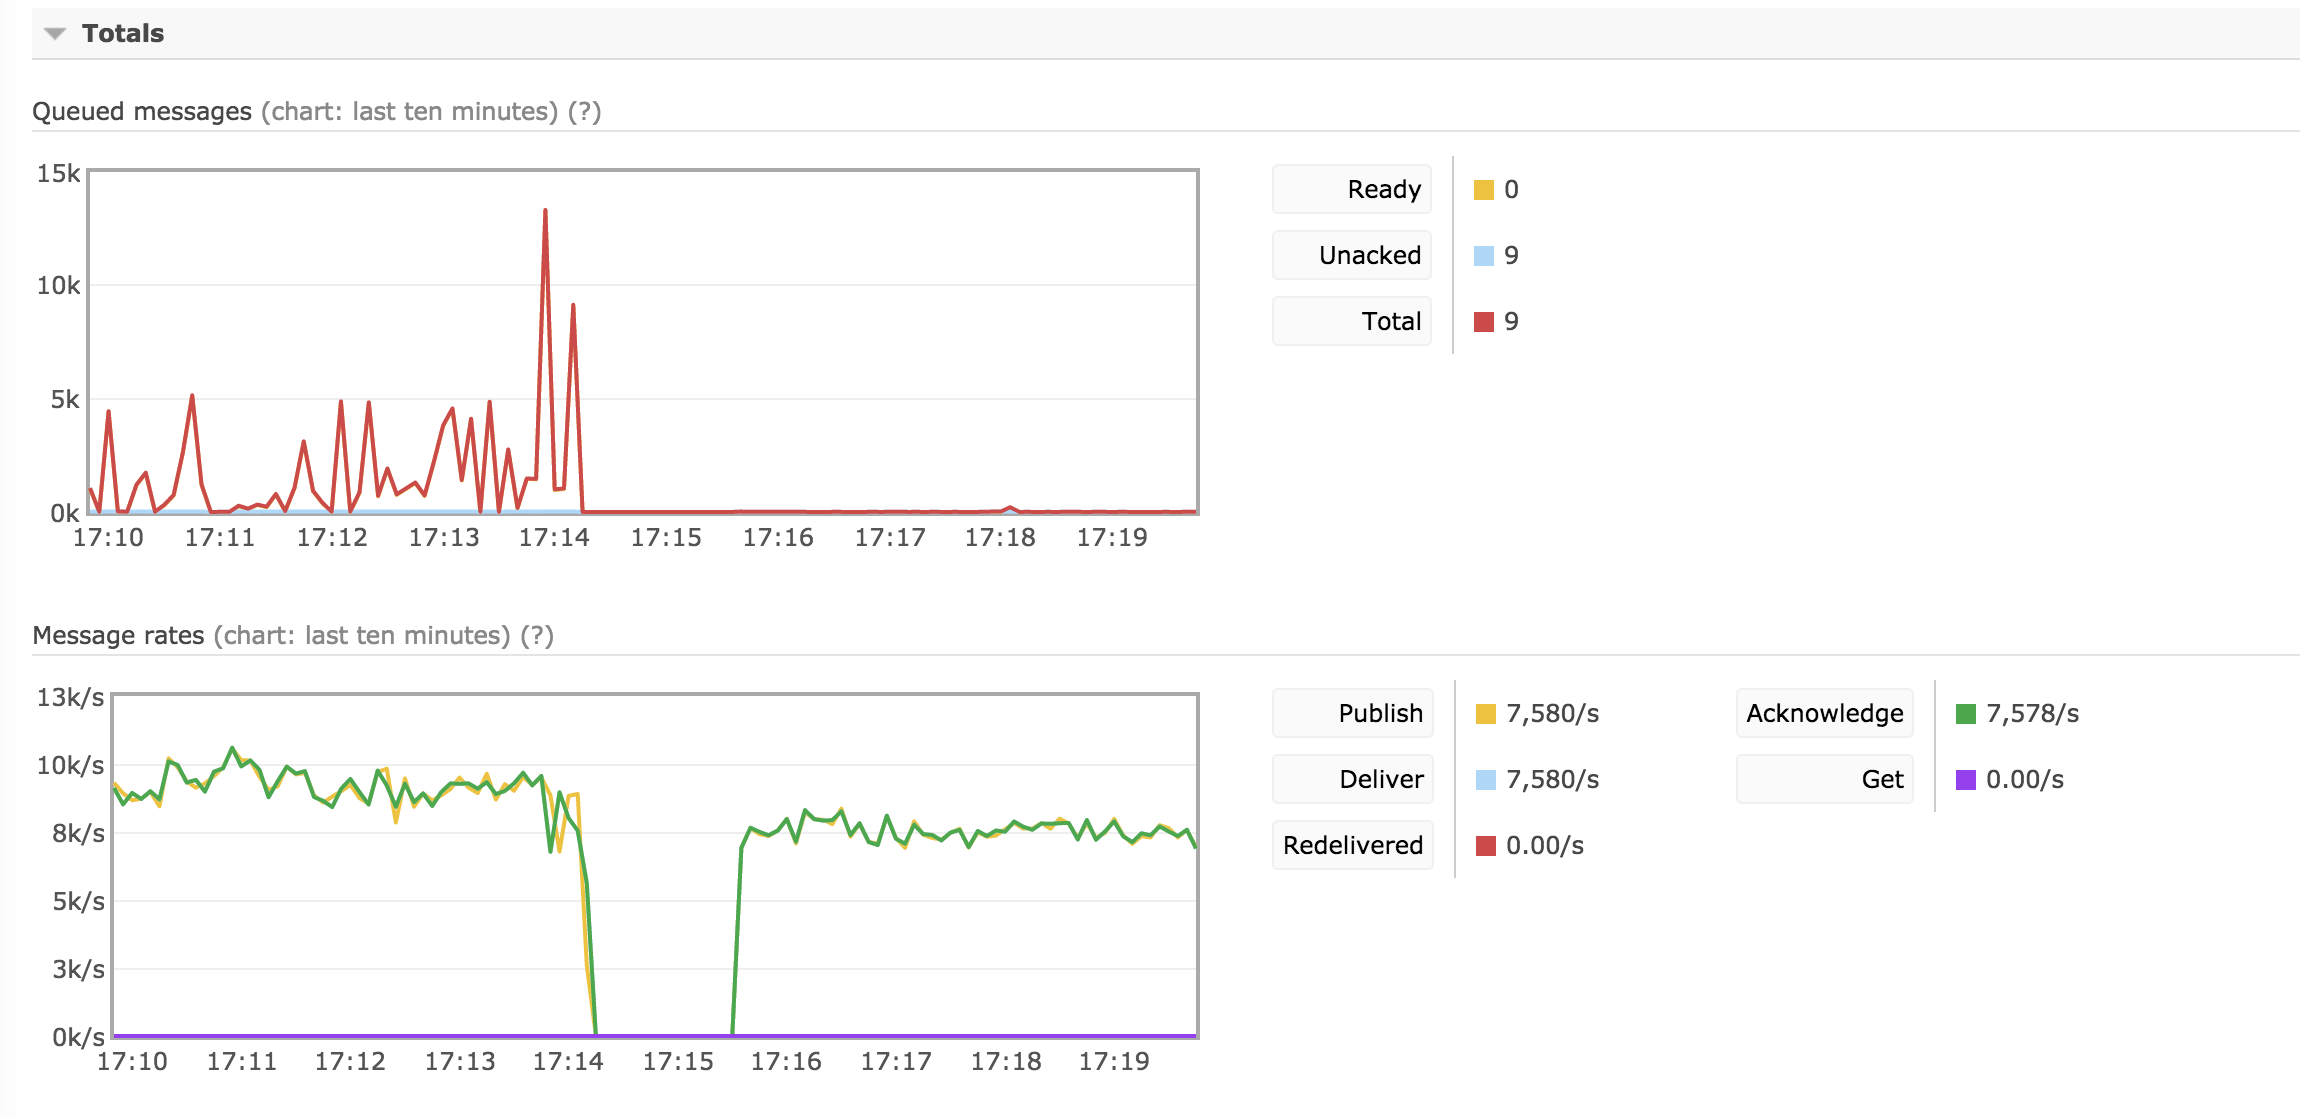 Totals
Queued messages (chart: last ten minutes) (?)
15k
10k
5k
0k
17:10 17:11 17:12 17:13 17:14 17:15 17:16 17:17 17:18 17:19
Ready 0
Unacked 9
Total 9
Message rates (chart: last ten minutes) (?)
13k/s
10k/s
8k/s
5k/s
3k/s
0k/s
17:10 17:11 17:12 17:13 17:14 17:15 17:16 17:17 17:18 17:19
Publish 7,580/s
Deliver 7,580/s
Redelivered 0.00/s
Acknowledge 7,578/s
Get 0.00/s